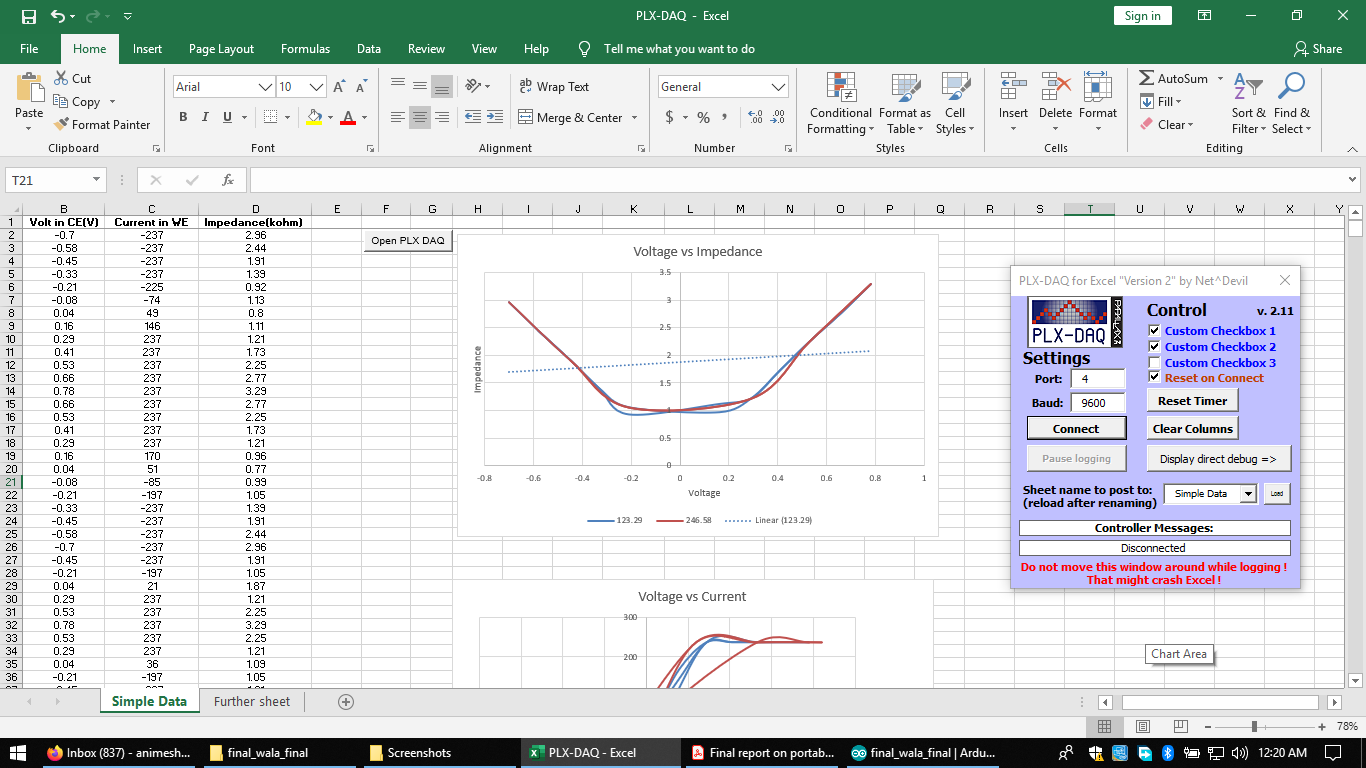 PLX-DAQ - Excel
Sign in
File Home Insert Page Layout Formulas Data Review View Help Tell me what you want to do Share
Paste Cut Copy Format Painter Clipboard
Arial 10 B I U A A A Font
Wrap Text Merge & Center Alignment
General $ % Number
Conditional Formatting Format as Table Cell Styles Styles
Insert Delete Format Cells
AutoSum Fill Clear Sort & Filter Find & Select Editing
T21 fx
B C D E F G H I J K L M N O P Q R S T U V W X Y
1 Volt in CE(V) Current in WE Impedance(kohm)
2 -0.7 -237 2.96
3 -0.58 -237 2.44
4 -0.45 -237 1.91
5 -0.33 -237 1.39
6 -0.21 -225 0.92
7 -0.08 -74 1.13
8 0.04 49 0.8
9 0.16 146 1.11
10 0.29 237 1.21
11 0.41 237 1.73
12 0.53 237 2.25
13 0.66 237 2.77
14 0.78 237 3.29
15 0.66 237 2.77
16 0.53 237 2.25
17 0.41 237 1.73
18 0.29 237 1.21
19 0.16 170 0.96
20 0.04 51 0.77
21 -0.08 -85 0.99
22 -0.21 -197 1.05
23 -0.33 -237 1.39
24 -0.45 -237 1.91
25 -0.58 -237 2.44
26 -0.7 -237 2.96
27 -0.45 -237 1.91
28 -0.21 -197 1.05
29 0.04 21 1.87
30 0.29 237 1.21
31 0.53 237 2.25
32 0.78 237 3.29
33 0.53 237 2.25
34 0.29 237 1.21
35 0.04 36 1.09
36 -0.21 -197 1.05
Open PLX DAQ
Voltage vs Impedance
Impedance
3.5
3
2.5
2
1.5
1
0.5
0
-0.8 -0.6 -0.4 -0.2 0 0.2 0.4 0.6 0.8 1
Voltage
123.29 246.58 Linear (123.29)
Voltage vs Current
300
200
PLX-DAQ for Excel "Version 2" by Net^Devil
PLX-DAQ
PARALLAX
Control v. 2.11
Custom Checkbox 1
Custom Checkbox 2
Custom Checkbox 3
Reset on Connect
Settings
Port: 4
Baud: 9600
Reset Timer
Connect Clear Columns
Pause logging Display direct debug =>
Sheet name to post to: Simple Data Load
(reload after renaming)
Controller Messages:
Disconnected
Do not move this window around while logging !
That might crash Excel !
Chart Area
Simple Data Further sheet
78%
Inbox (837) - animesh... final_wala_final Screenshots PLX-DAQ - Excel Final report on portab... final_wala_final | Ardu... 12:20 AM